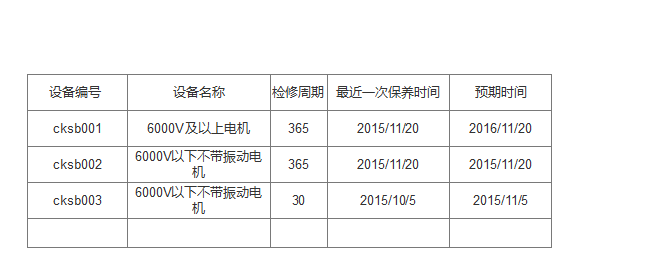 设备编号 设备名称 检修周期 最近一次保养时间 预期时间
cksb001 6000V及以上电机 365 2015/11/20 2016/11/20
cksb002 6000V以下不带振动电机 365 2015/11/20 2015/11/20
cksb003 6000V以下不带振动电机 30 2015/10/5 2015/11/5